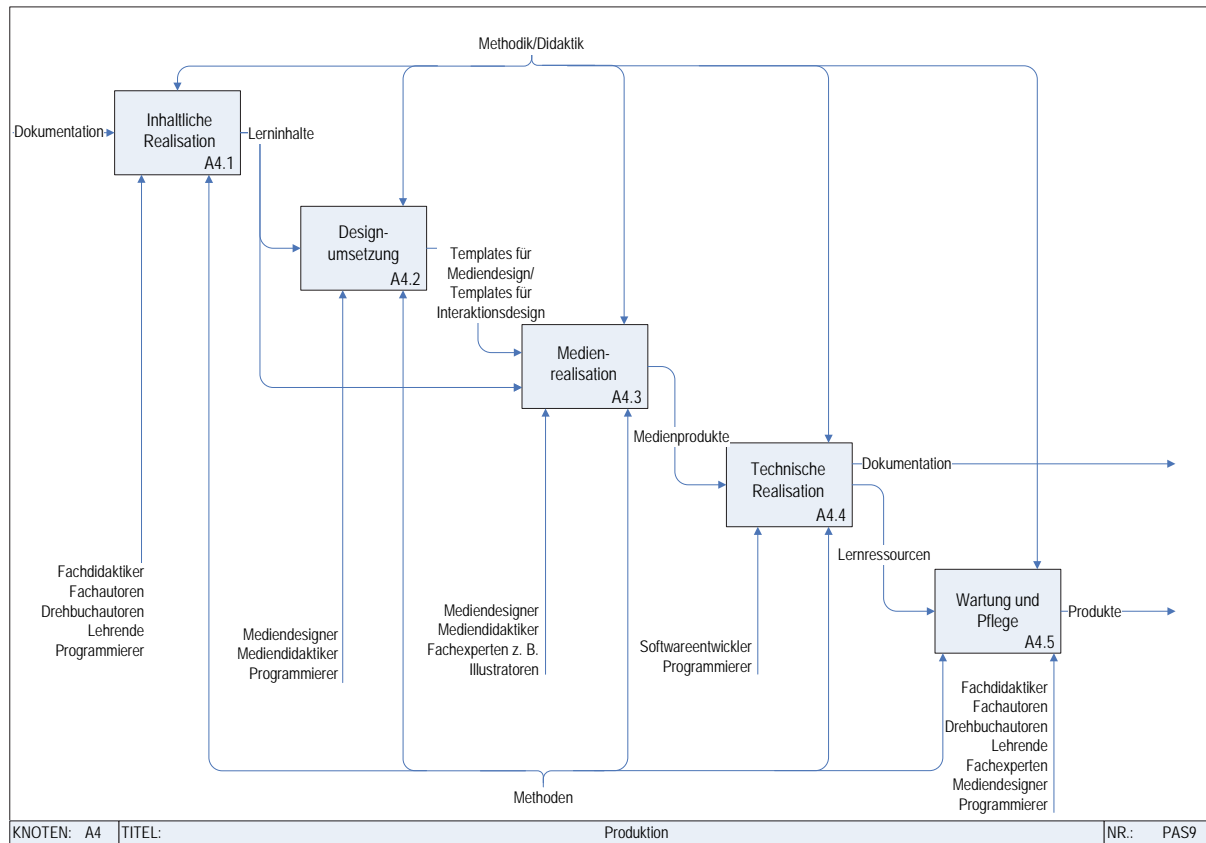 Methodik/Didaktik
Dokumentation
Inhaltliche
Realisation
A4.1
Lerninhalte
Design-
umsetzung
A4.2
Templates für
Mediendesign/
Templates für
Interaktionsdesign
Medien-
realisation
A4.3
Medienprodukte
Technische
Realisation
A4.4
Dokumentation
Lernressourcen
Wartung und
Pflege
A4.5
Produkte
Fachdidaktiker
Fachautoren
Drehbuchautoren
Lehrende
Programmierer
Mediendesigner
Mediendidaktiker
Programmierer
Mediendesigner
Mediendidaktiker
Fachexperten z. B.
Illustratoren
Softwareentwickler
Programmierer
Fachdidaktiker
Fachautoren
Drehbuchautoren
Lehrende
Fachexperten
Mediendesigner
Programmierer
Methoden
KNOTEN: A4 TITEL: Produktion NR.: PAS9